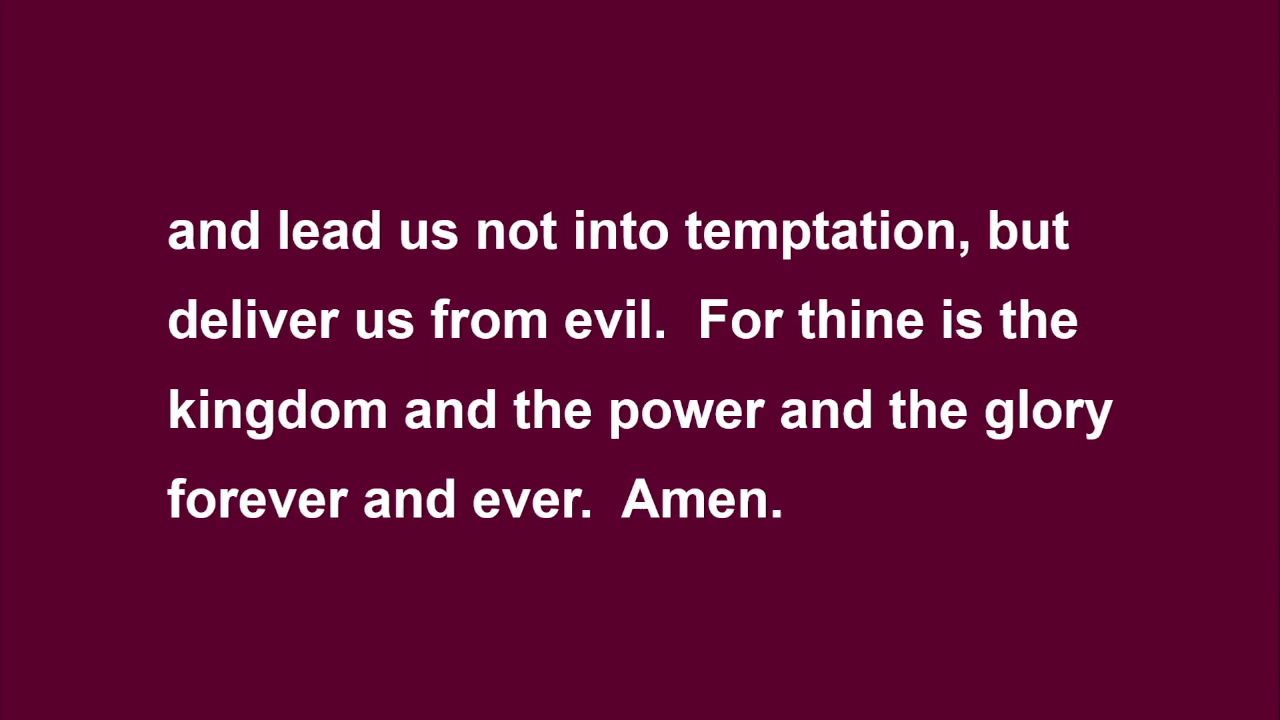 and lead us not into temptation, but
deliver us from evil.  For thine is the
kingdom and the power and the glory
forever and ever.  Amen.